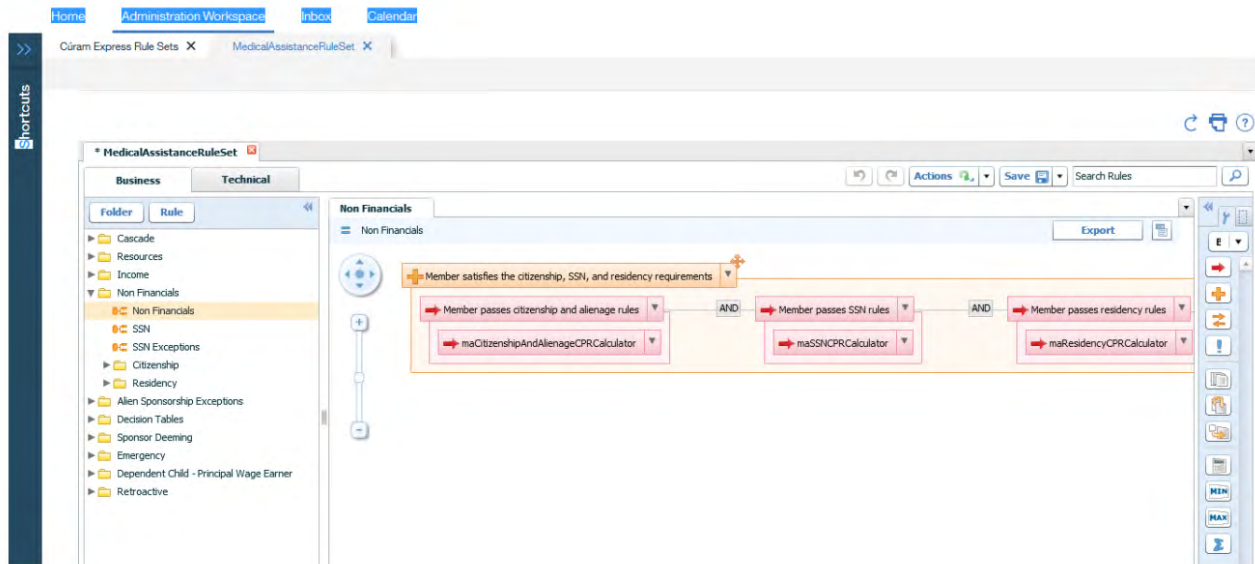 Home Administration Workspace Inbox Calendar
Cúram Express Rule Sets X MedicalAssistanceRuleSet X
Shortcuts
* MedicalAssistanceRuleSet
Business Technical Actions Save Search Rules
Folder Rule
Non Financials
Non Financials Export
Cascade
Resources
Income
Non Financials
Non Financials
SSN
SSN Exceptions
Citizenship
Residency
Alien Sponsorship Exceptions
Decision Tables
Sponsor Deeming
Emergency
Dependent Child - Principal Wage Earner
Retroactive
Member satisfies the citizenship, SSN, and residency requirements
Member passes citizenship and alienage rules AND Member passes SSN rules AND Member passes residency rules
maCitizenshipAndAlienageCPRCalculator maSSNCPRCalculator maResidencyCPRCalculator
MIN
MAX